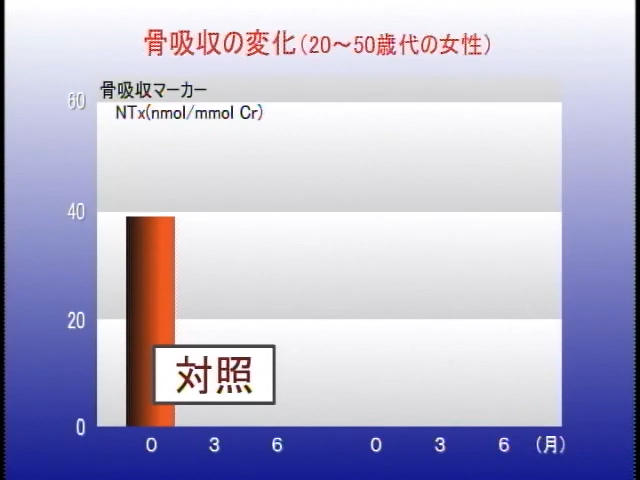 骨吸収の変化(20～50歳代の女性)
骨吸収マーカー
NTx(nmol/mmol Cr)
60
40
20
0
対照
0 3 6 0 3 6 (月)